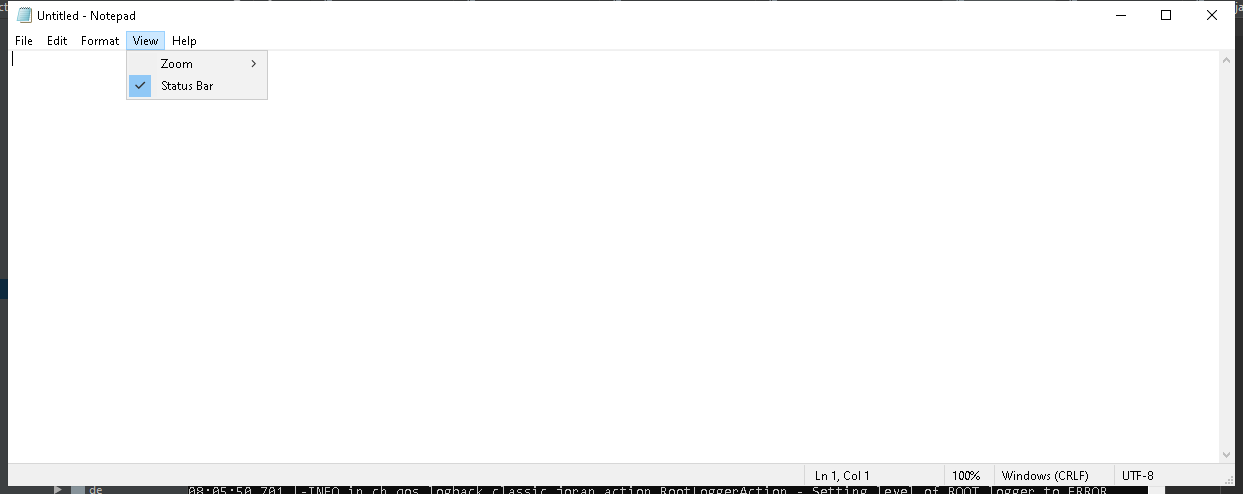 Untitled - Notepad
File Edit Format View Help
Zoom
Status Bar
Ln 1, Col 1 100% Windows (CRLF) UTF-8
de 08:05:50,701 |-INFO in ch.qos.logback.classic.joran.action.RootLoggerAction - Setting level of ROOT logger to ERROR